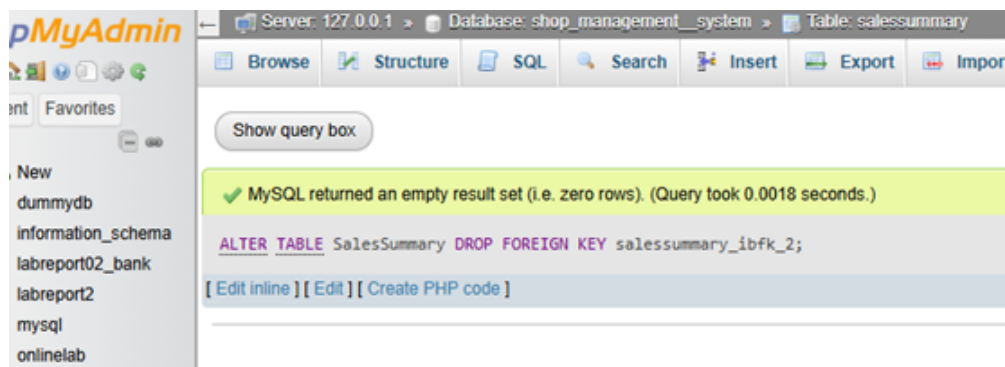 pMyAdmin
Server: 127.0.0.1 » Database: shop_management__system » Table: salessummary
Browse Structure SQL Search Insert Export Impor
ent Favorites
Show query box
New
MySQL returned an empty result set (i.e. zero rows). (Query took 0.0018 seconds.)
dummydb
information_schema
ALTER TABLE SalesSummary DROP FOREIGN KEY salessummary_ibfk_2;
labreport02_bank
[ Edit inline ] [ Edit ] [ Create PHP code ]
labreport2
mysql
onlinelab